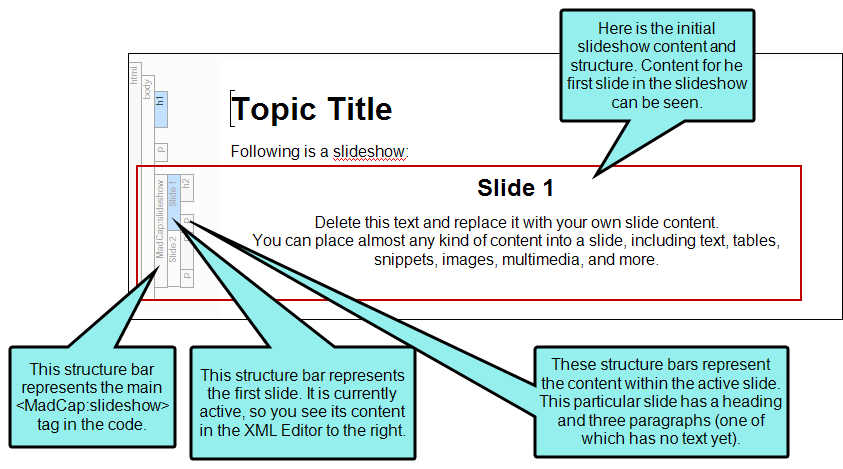 Here is the initial
slideshow content and
structure. Content for he
first slide in the slideshow
can be seen.
html
body
h1
Topic Title
p
Following is a slideshow:
MadCap:slideshow
Slide 1
h2
Slide 1
p
Delete this text and replace it with your own slide content.
p
You can place almost any kind of content into a slide, including text, tables,
Slide 2
snippets, images, multimedia, and more.
p
This structure bar
represents the main
<MadCap:slideshow>
tag in the code.
This structure bar represents
the first slide. It is currently
active, so you see its content
in the XML Editor to the right.
These structure bars represent
the content within the active slide.
This particular slide has a heading
and three paragraphs (one of
which has no text yet).